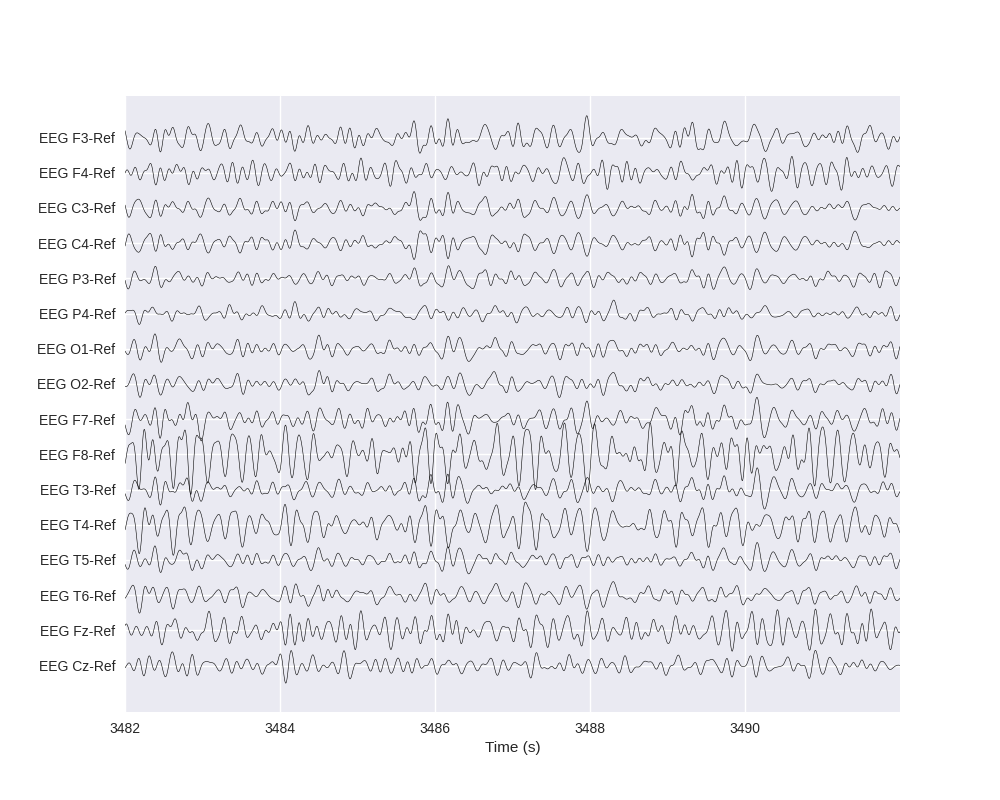 EEG F3-Ref
EEG F4-Ref
EEG C3-Ref
EEG C4-Ref
EEG P3-Ref
EEG P4-Ref
EEG O1-Ref
EEG O2-Ref
EEG F7-Ref
EEG F8-Ref
EEG T3-Ref
EEG T4-Ref
EEG T5-Ref
EEG T6-Ref
EEG Fz-Ref
EEG Cz-Ref
3482 3484 3486 3488 3490
Time (s)